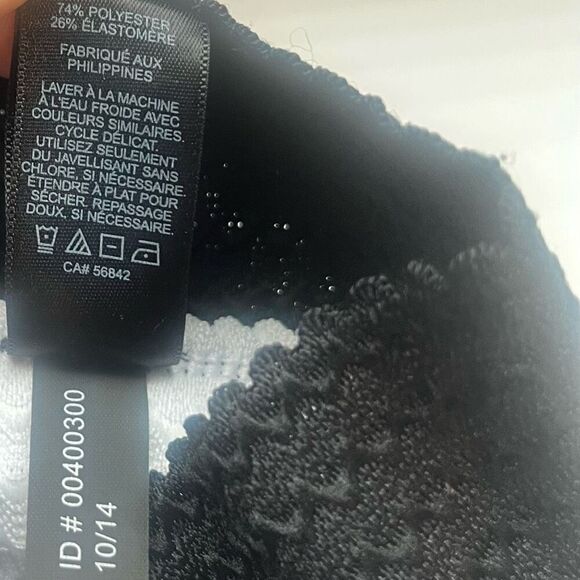 74% POLYESTER
26% ÉLASTOMÈRE
FABRIQUÉ AUX
PHILIPPINES
LAVER À LA MACHINE
À L'EAU FROIDE AVEC
COULEURS SIMILAIRES.
CYCLE DÉLICAT.
UTILISEZ SEULEMENT
DU JAVELLISANT SANS
CHLORE, SI NÉCESSAIRE.
ÉTENDRE À PLAT POUR
SÉCHER. REPASSAGE
DOUX, SI NÉCESSAIRE.
CA# 56842
ID # 00400300
10/14